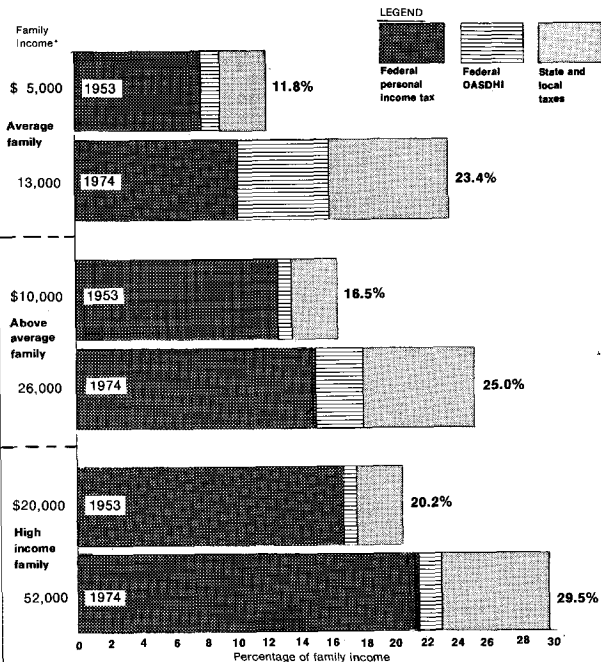 LEGEND
Federal
personal
income tax
Federal
OASDHI
State and
local
taxes
Family
Income*
$ 5,000
1953
11.8%
Average
family
13,000
1974
23.4%
$10,000
1953
16.5%
Above
average
family
26,000
1974
25.0%
$20,000
1953
20.2%
High
income
family
52,000
1974
29.5%
0 2 4 6 8 10 12 14 16 18 20 22 24 26 28 30
Percentage of family income